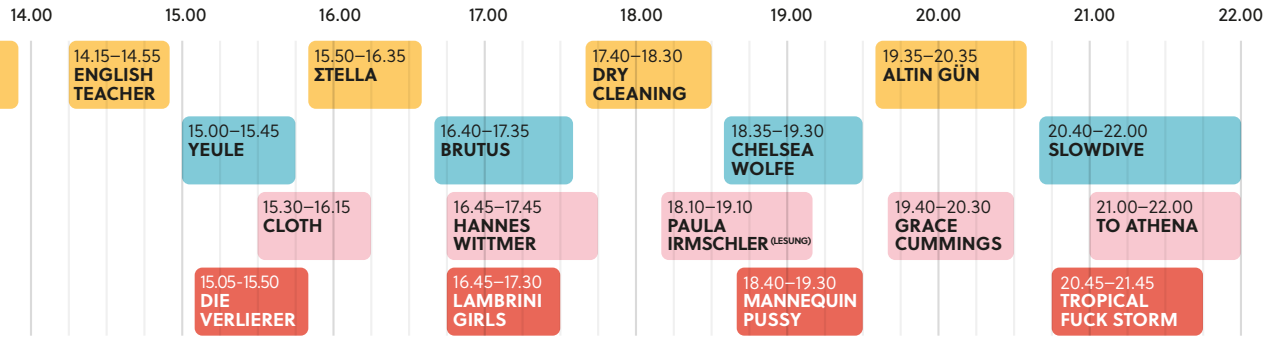 14.00 15.00 16.00 17.00 18.00 19.00 20.00 21.00 22.00
14.15–14.55
ENGLISH
TEACHER
15.50–16.35
ΣTELLA
17.40–18.30
DRY
CLEANING
19.35–20.35
ALTIN GÜN
15.00–15.45
YEULE
16.40–17.35
BRUTUS
18.35–19.30
CHELSEA
WOLFE
20.40–22.00
SLOWDIVE
15.30–16.15
CLOTH
16.45–17.45
HANNES
WITTMER
18.10–19.10
PAULA
IRMSCHLER (LESUNG)
19.40–20.30
GRACE
CUMMINGS
21.00–22.00
TO ATHENA
15.05-15.50
DIE
VERLIERER
16.45–17.30
LAMBRINI
GIRLS
18.40–19.30
MANNEQUIN
PUSSY
20.45–21.45
TROPICAL
FUCK STORM